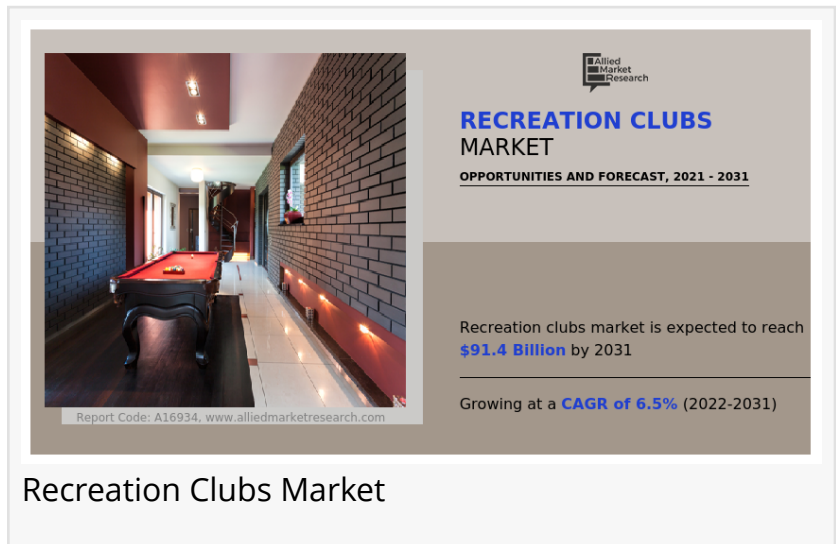 Allied
Market
Research
RECREATION CLUBS
MARKET
OPPORTUNITIES AND FORECAST, 2021 - 2031
Recreation clubs market is expected to reach
$91.4 Billion by 2031
Growing at a CAGR of 6.5% (2022-2031)
Report Code: A16934, www.alliedmarketresearch.com
Recreation Clubs Market